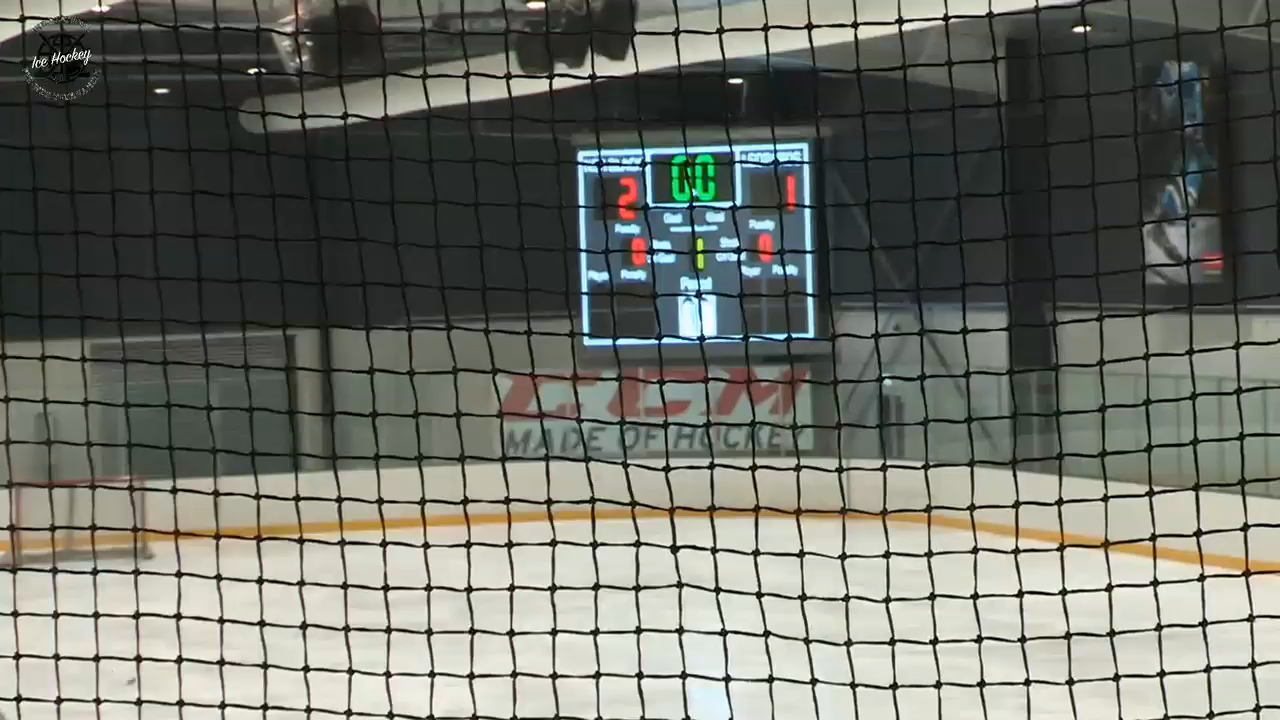 Ice Hockey
2 00 1
Goal Goal
Penalty Penalty
0 1 0
Player Penalty Player Penalty
Period
CCM
MADE OF HOCKEY